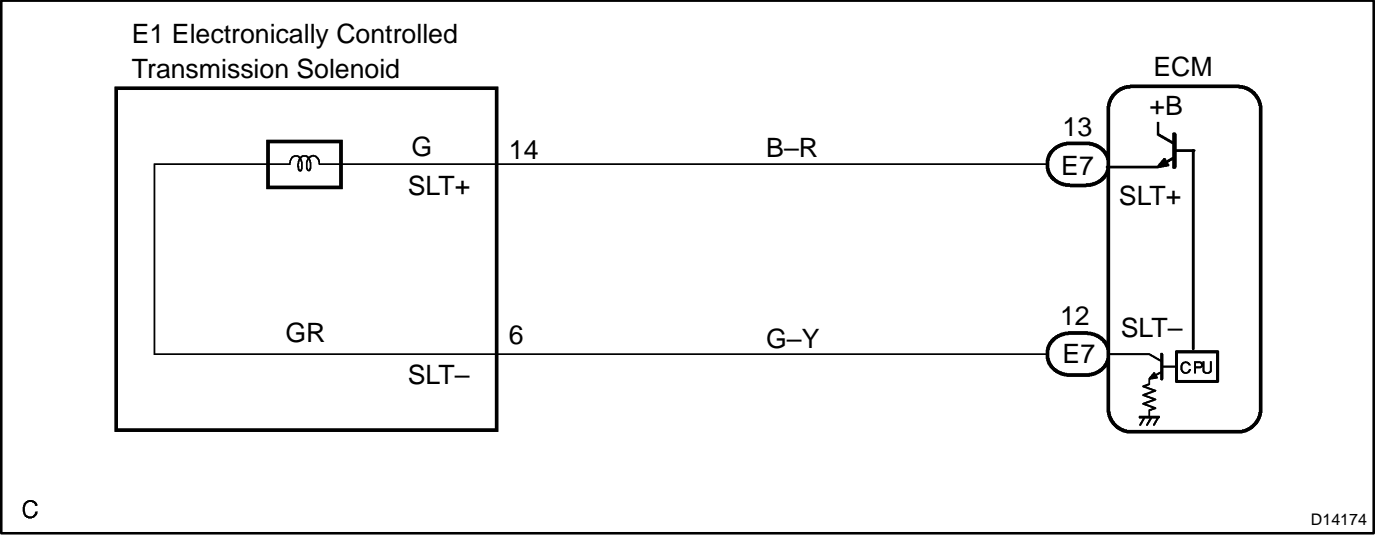 E1 Electronically Controlled
Transmission Solenoid
ECM
+B
G
14
B–R
13
E7
SLT+
SLT+
GR
6
G–Y
12
E7
SLT–
SLT–
CPU
C
D14174